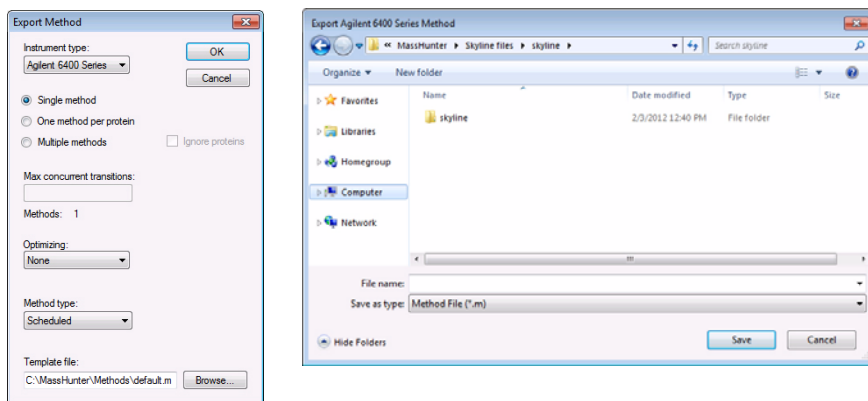 Export Method
Instrument type:
Agilent 6400 Series
OK
Cancel
Single method
One method per protein
Multiple methods
Ignore proteins
Max concurrent transitions:
Methods: 1
Optimizing:
None
Method type:
Scheduled
Template file:
C:\MassHunter\Methods\default.m
Browse...
Export Agilent 6400 Series Method
« MassHunter Skyline files skyline
Search skyline
Organize New folder
Name Date modified Type Size
Favorites
skyline 2/3/2012 12:40 PM File folder
Libraries
Homegroup
Computer
Network
File name:
Save as type: Method File (*.m)
Hide Folders
Save
Cancel